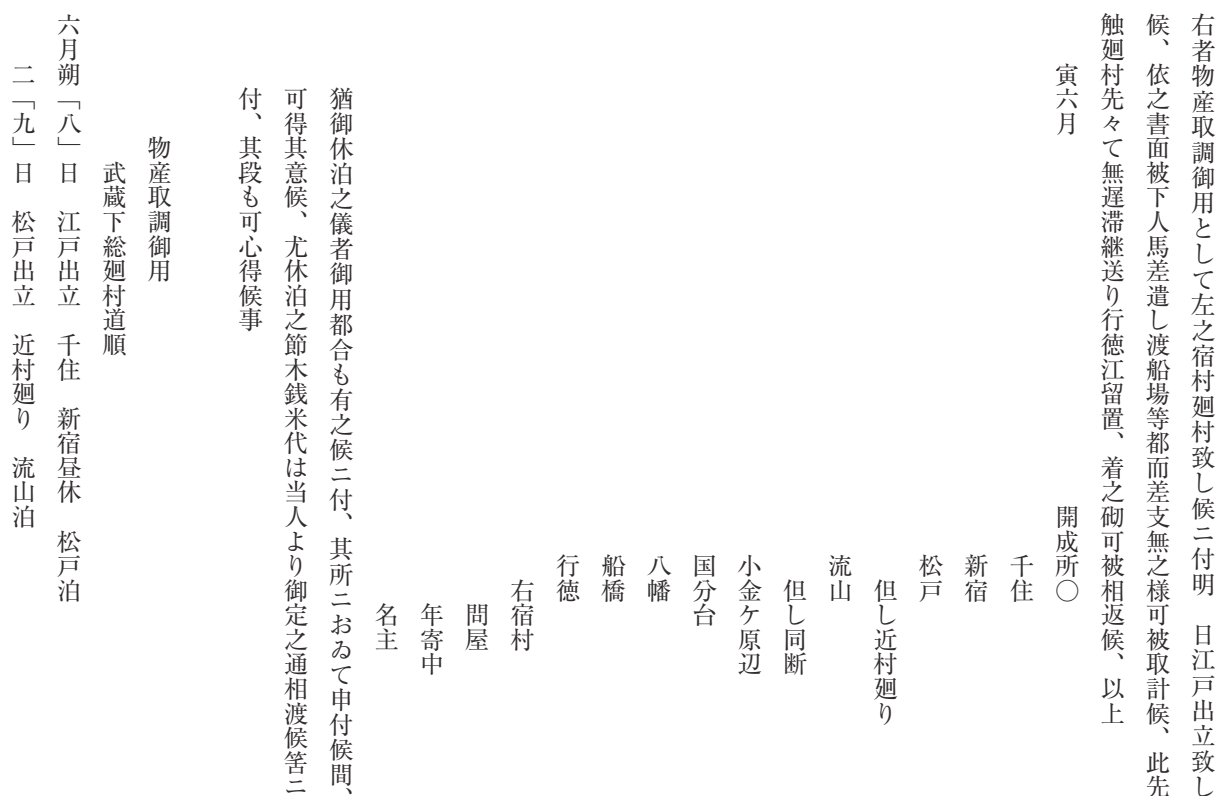 右者物産取調御用として左之宿村廻村致し候ニ付明　日江戸出立致し
候、依之書面被下人馬差遣し渡船場等都而差支無之様可被取計候、此先
触廻村先々て無遅滞継送り行徳江留置、着之砌可被相返候、以上
寅六月　開成所〇
千住
新宿
松戸
但し近村廻り
流山
但し同断
小金ケ原辺
国分台
八幡
船橋
行徳
右宿村
問屋
年寄中
名主
猶御休泊之儀者御用都合も有之候ニ付、其所ニおゐて申付候間、
可得其意候、尤休泊之節木銭米代は当人より御定之通相渡候筈ニ
付、其段も可心得候事
物産取調御用
武蔵下総廻村道順
六月朔「八」日　江戸出立　千住　新宿昼休　松戸泊
二「九」日　松戸出立　近村廻り　流山泊